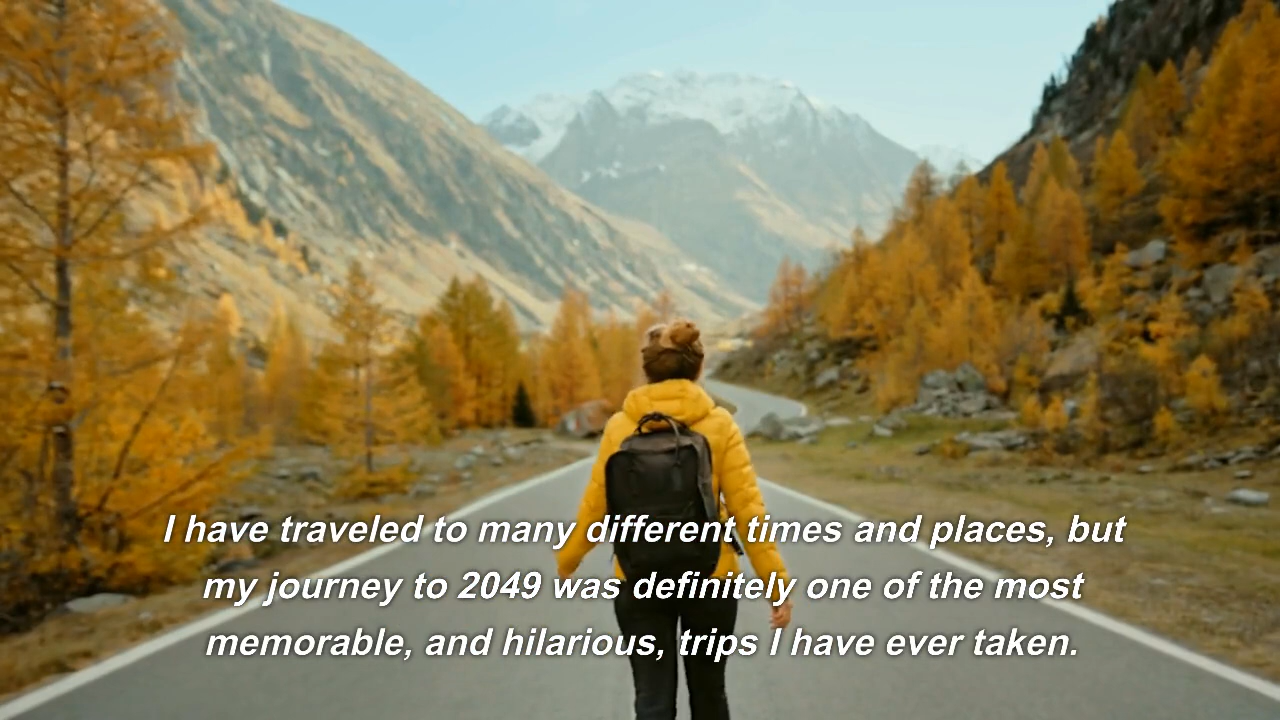 I have traveled to many different times and places, but
my journey to 2049 was definitely one of the most
memorable, and hilarious, trips I have ever taken.